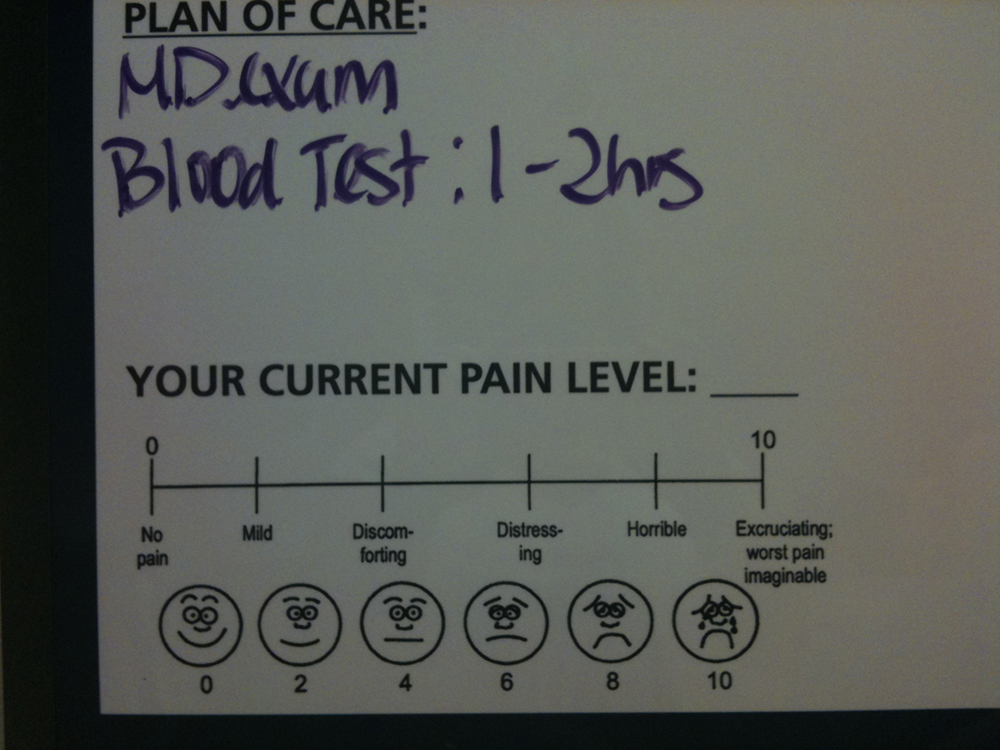 PLAN OF CARE:
MD.exam
Blood Test: 1-2hrs
YOUR CURRENT PAIN LEVEL: ____
0 10
No pain
Mild
Discom-
forting
Distress-
ing
Horrible
Excruciating;
worst pain
imaginable
0 2 4 6 8 10